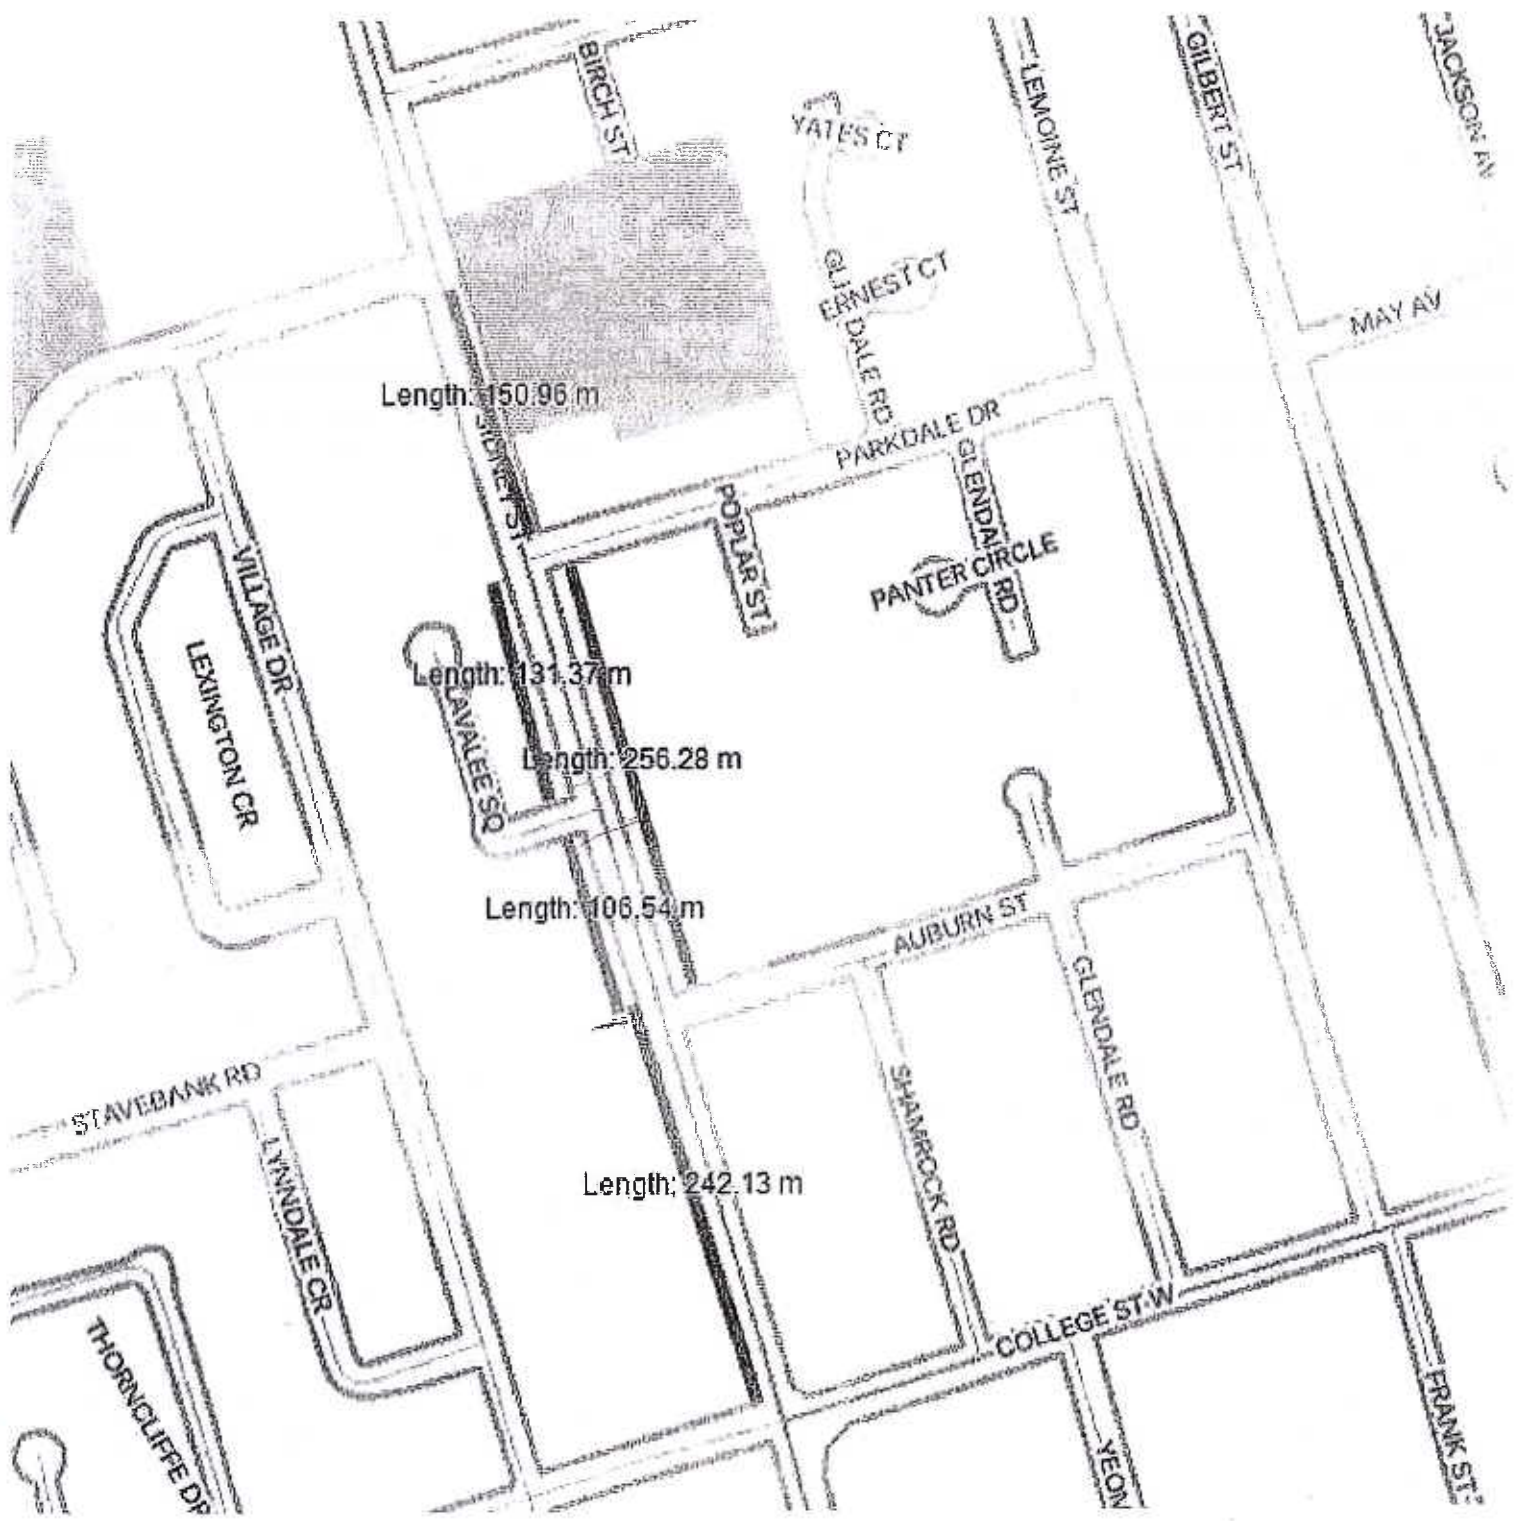 BIRCH ST
YATES CT
LEMOINE ST
GILBERT ST
JACKSON AV
ERNEST CT
MAY AV
DALE RD
Length: 150.96 m
SIDNEY ST
PARKDALE DR
POPLAR ST
GLENDA
RD
PANTER CIRCLE
VILLAGE DR
LEXINGTON CR
Length: 131.37 m
LAVALEE SQ
Length: 256.28 m
Length: 106.54 m
AUBURN ST
GLENDALE RD
SHAMROCK RD
STAVEBANK RD
LYNNDALE CR
Length: 242.13 m
COLLEGE ST W
THORNCLIFFE DR
YEOM
FRANK ST